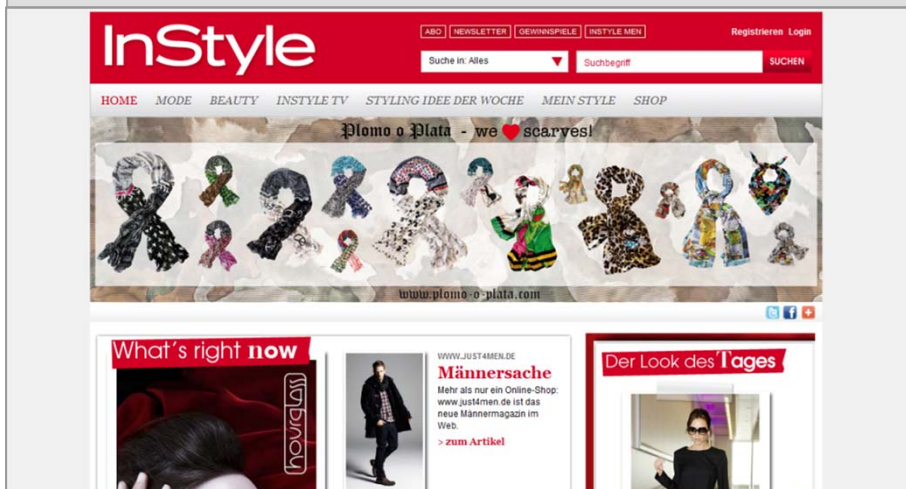 InStyle
ABO NEWSLETTER GEWINNSPIELE INSTYLE MEN
Registrieren Login
Suche in: Alles
Suchbegriff
SUCHEN
HOME MODE BEAUTY INSTYLE TV STYLING IDEE DER WOCHE MEIN STYLE SHOP
Plomo o Plata - we scarves!
www.plomo-o-plata.com
What's right now
hourglass
WWW.JUST4MEN.DE
Männersache
Mehr als nur ein Online-Shop:
www.just4men.de ist das
neue Männermagazin im
Web.
> zum Artikel
Der Look des Tages